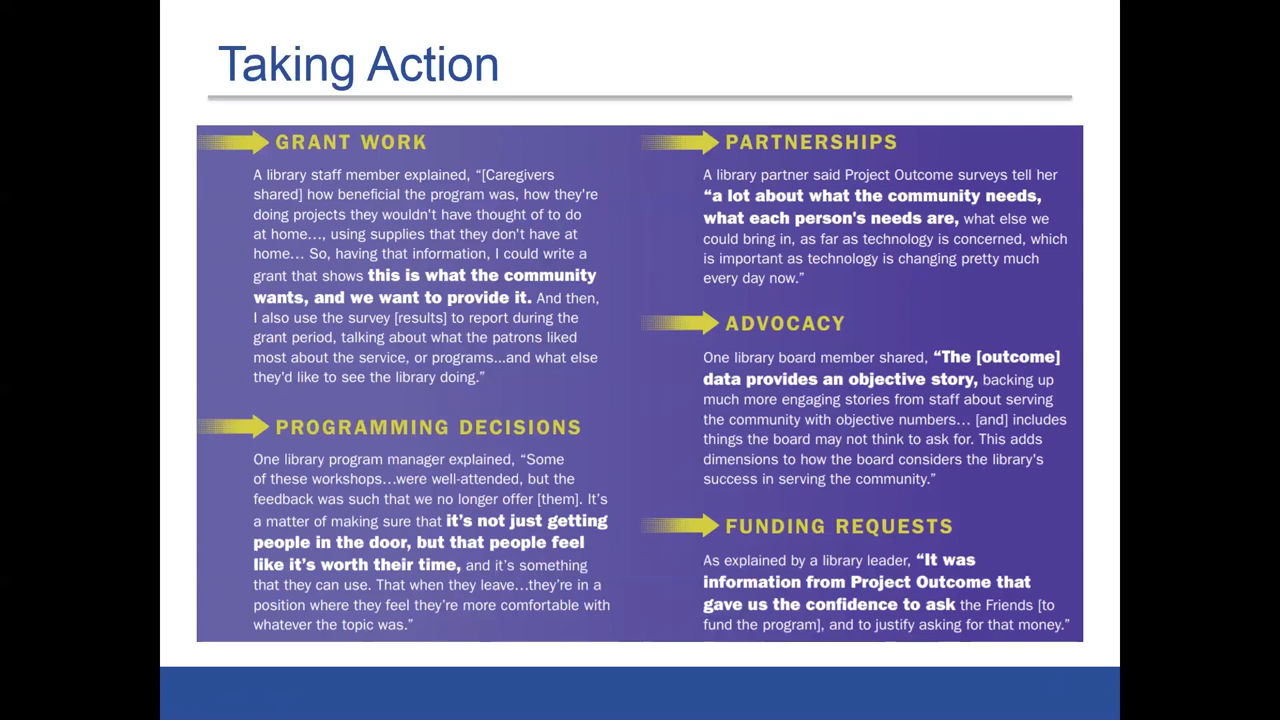 Taking Action
GRANT WORK
A library staff member explained, “[Caregivers
shared] how beneficial the program was, how they're
doing projects they wouldn't have thought of to do
at home…, using supplies that they don't have at
home… So, having that information, I could write a
grant that shows this is what the community
wants, and we want to provide it. And then,
I also use the survey [results] to report during the
grant period, talking about what the patrons liked
most about the service, or programs...and what else
they'd like to see the library doing.”
PROGRAMMING DECISIONS
One library program manager explained, “Some
of these workshops…were well-attended, but the
feedback was such that we no longer offer [them]. It’s
a matter of making sure that it’s not just getting
people in the door, but that people feel
like it’s worth their time, and it’s something
that they can use. That when they leave…they’re in a
position where they feel they’re more comfortable with
whatever the topic was.”
PARTNERSHIPS
A library partner said Project Outcome surveys tell her
“a lot about what the community needs,
what each person’s needs are, what else we
could bring in, as far as technology is concerned, which
is important as technology is changing pretty much
every day now.”
ADVOCACY
One library board member shared, “The [outcome]
data provides an objective story, backing up
much more engaging stories from staff about serving
the community with objective numbers… [and] includes
things the board may not think to ask for. This adds
dimensions to how the board considers the library’s
success in serving the community.”
FUNDING REQUESTS
As explained by a library leader, “It was
information from Project Outcome that
gave us the confidence to ask the Friends [to
fund the program], and to justify asking for that money.”